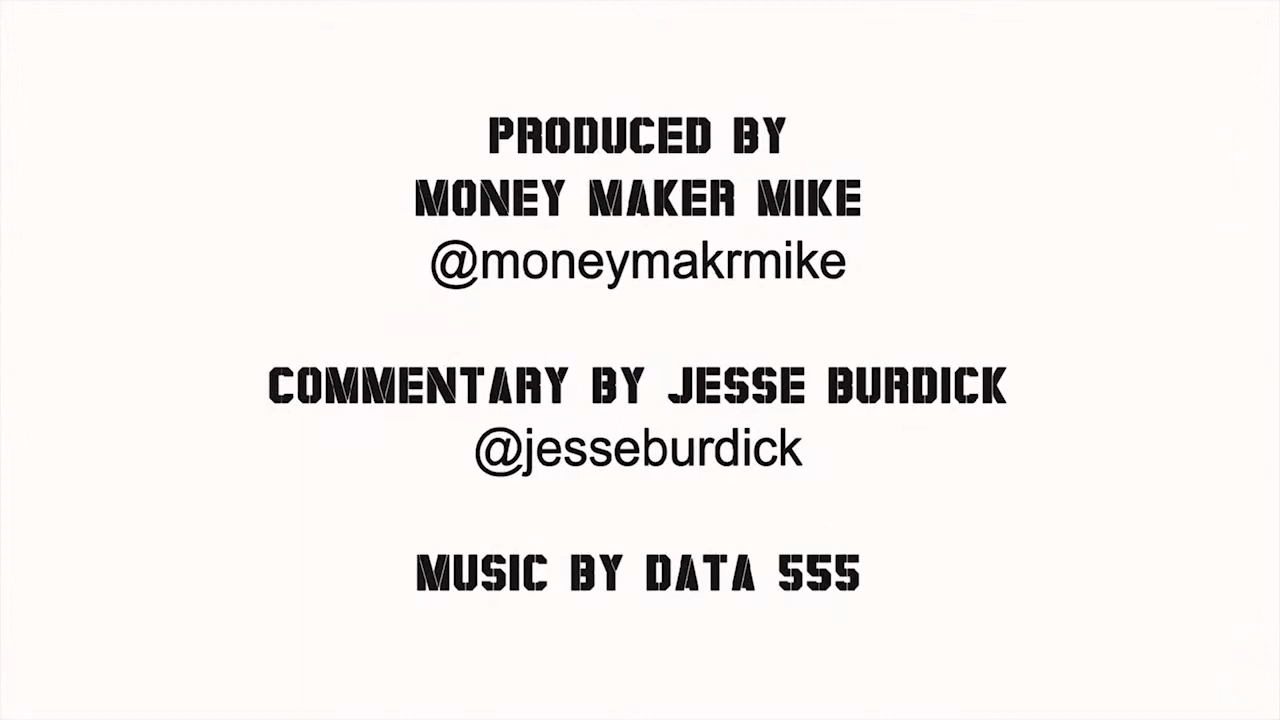 PRODUCED BY
MONEY MAKER MIKE
@moneymakrmike
COMMENTARY BY JESSE BURDICK
@jesseburdick
MUSIC BY DATA 555